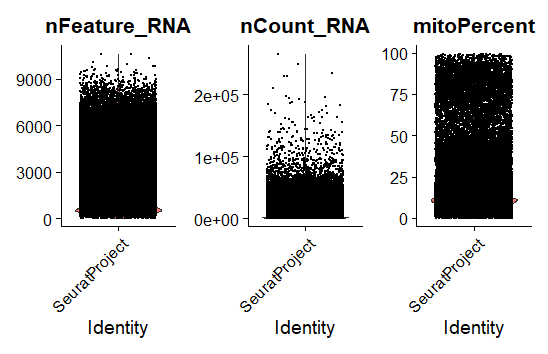 nFeature_RNA
9000
6000
3000
0
SeuratProject
Identity
nCount_RNA
2e+05
1e+05
0e+00
SeuratProject
Identity
mitoPercent
100
75
50
25
0
SeuratProject
Identity